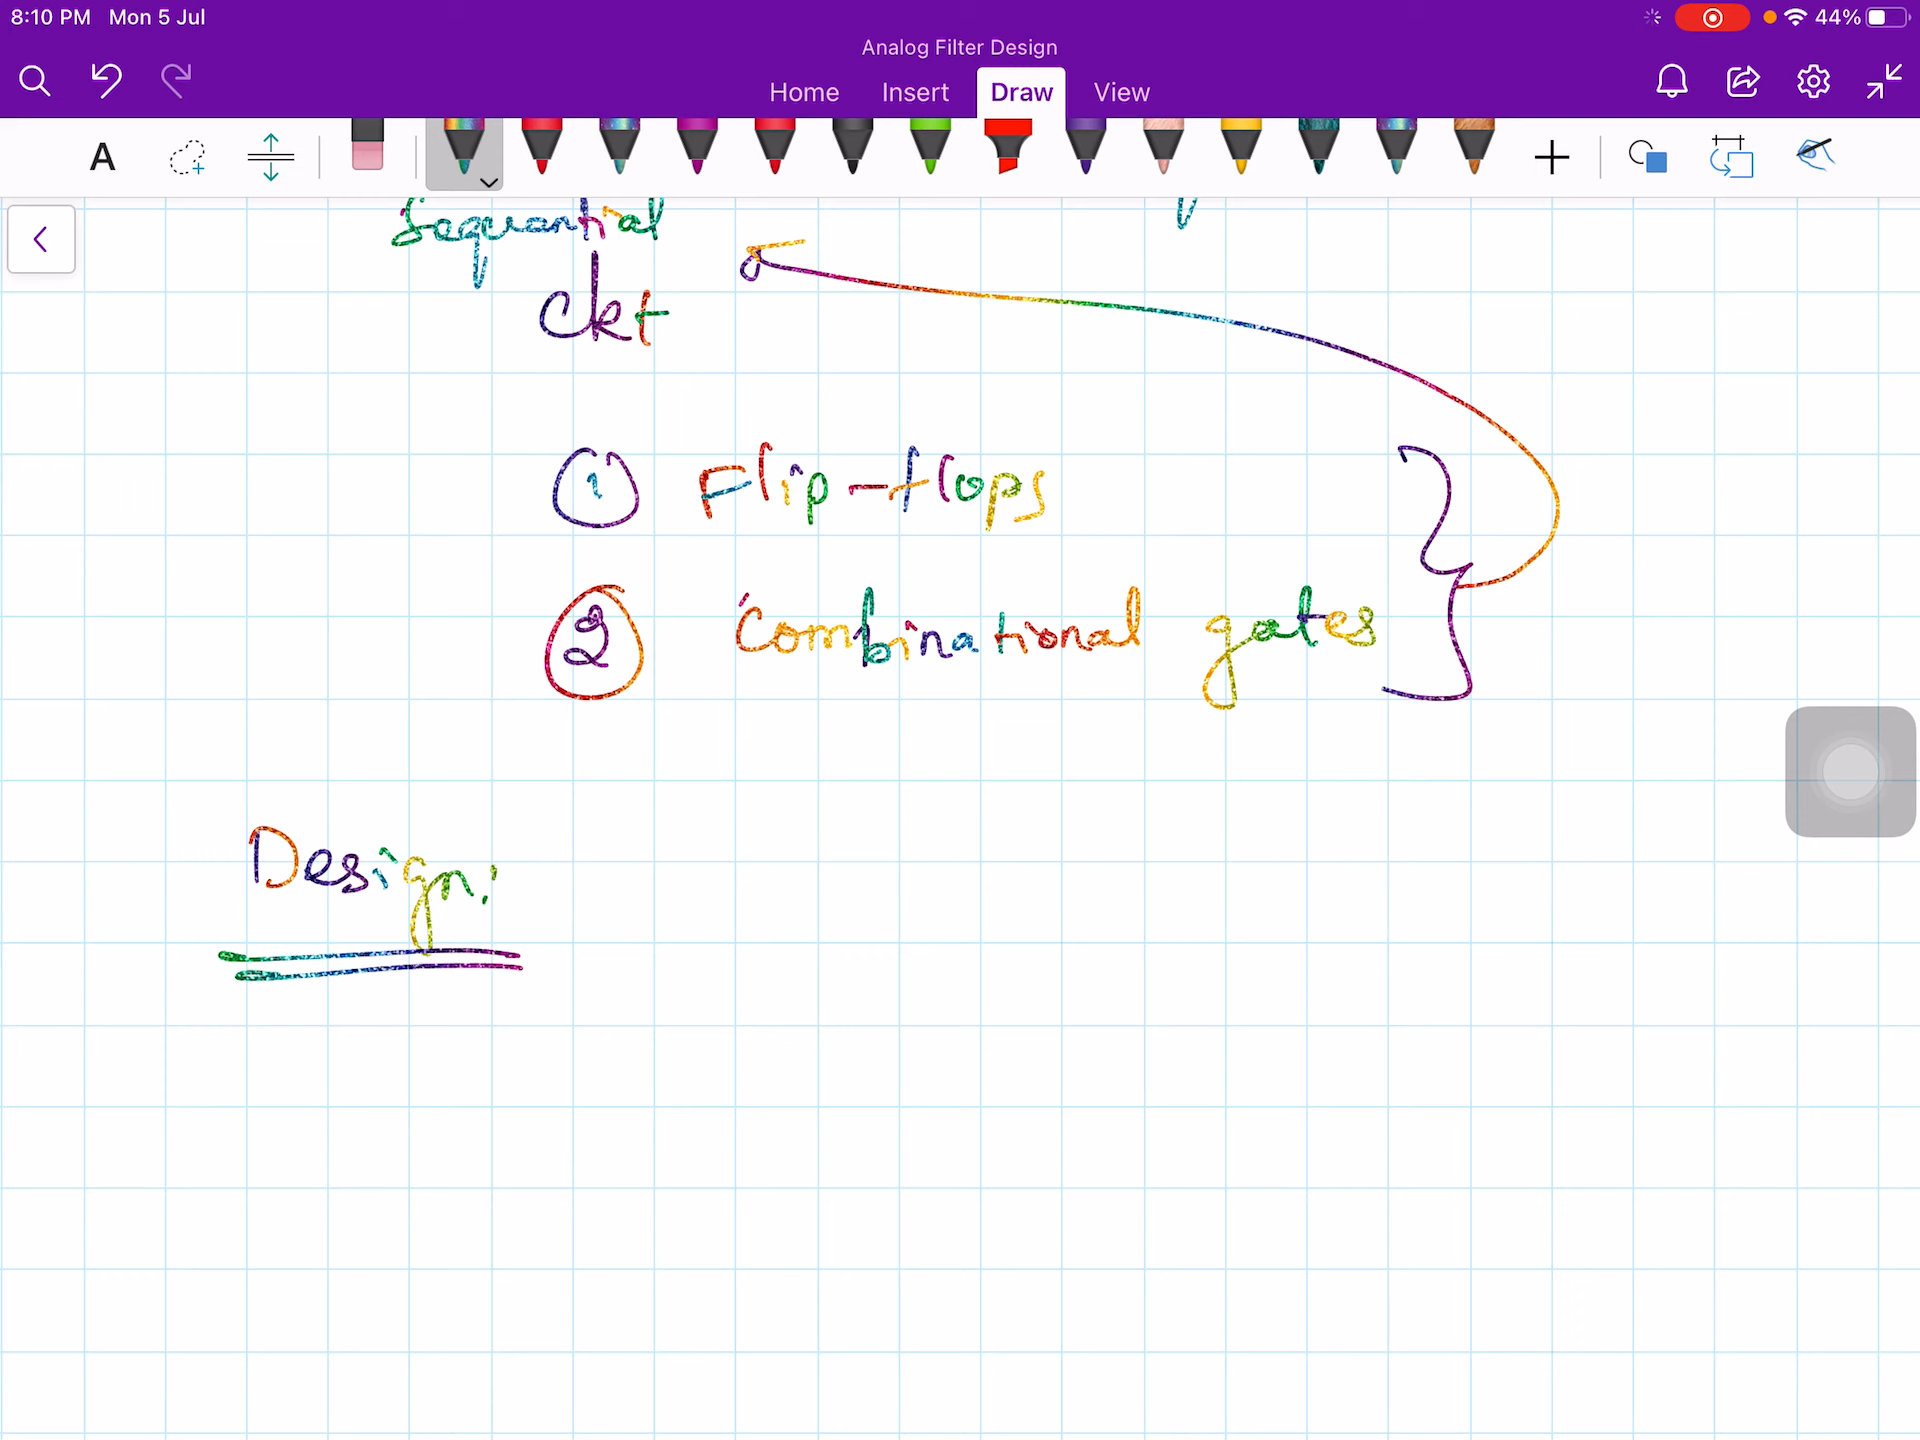 8:10 PM Mon 5 Jul
44%
Analog Filter Design
Home Insert Draw View
A
Sequantial
Ckt
1 Flip-flops
2 Combinational gates
Design: